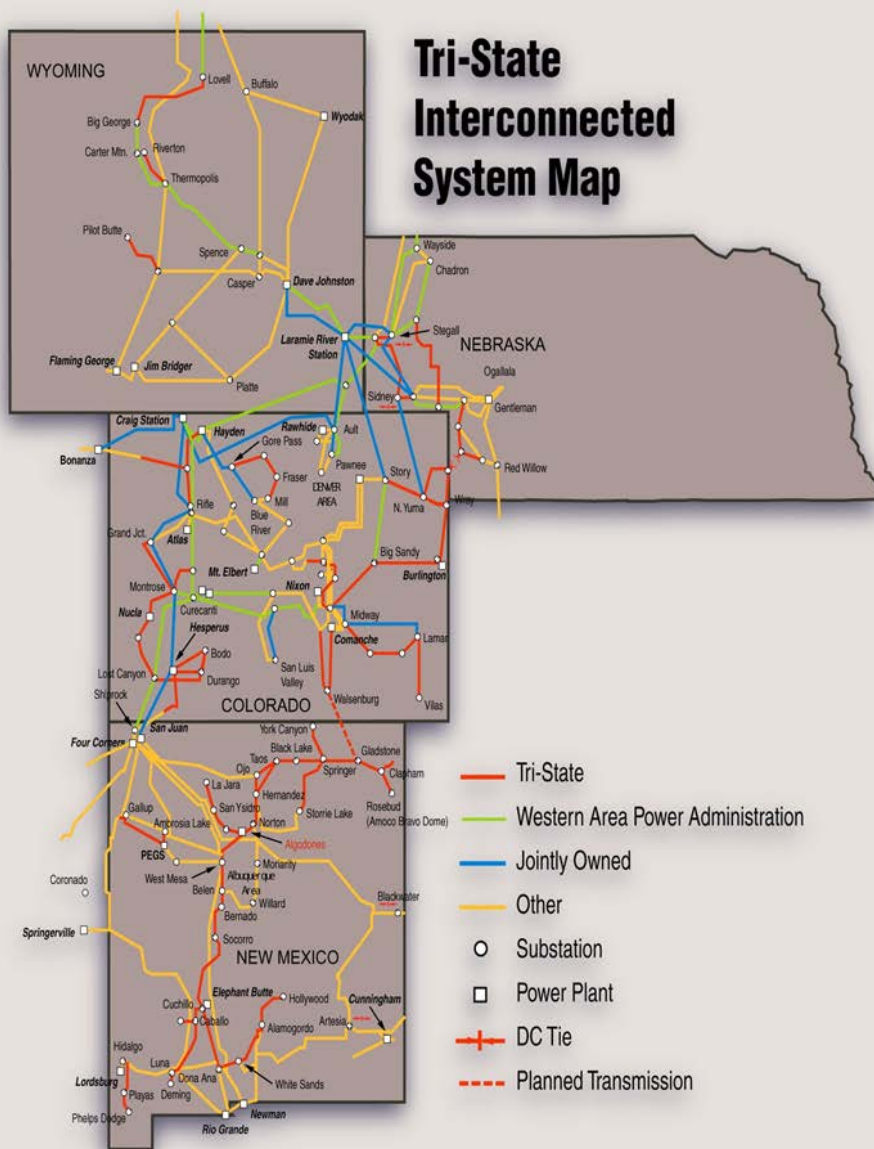 Tri-State
Interconnected
System Map
WYOMING
Lovell
Buffalo
Wyodak
Big George
Carter Mtn.
Riverton
Thermopolis
Pilot Butte
Spence
Casper
Dave Johnston
Wayside
Chadron
Laramie River
Station
Stegall
NEBRASKA
Flaming George
Jim Bridger
Platte
Sidney
Ogallala
Gentleman
Craig Station
Hayden
Gore Pass
Rawhide
Ault
Bonanza
Pawnee
Fraser
DENVER
AREA
Story
Red Willow
Mill
N. Yuma
Wray
Rifle
Blue
River
Grand Jct.
Atlas
Big Sandy
Mt. Elbert
Burlington
Montrose
Nixon
Curecanti
Nucla
Hesperus
Midway
Comanche
Lamar
Bodo
San Luis
Valley
Lost Canyon
Durango
Shiprock
Walsenburg
Vilas
COLORADO
San Juan
York Canyon
Four Corners
Black Lake
Gladstone
Taos
Ojo
Springer
Clapham
La Jara
Hernandez
Rosebud
(Amoco Bravo Dome)
Gallup
San Ysidro
Storrie Lake
Ambrosia Lake
Norton
Algodones
PEGS
West Mesa
Moriarity
Albuquerque
Area
Coronado
Belen
Willard
Blackwater
Bernado
Springerville
Socorro
NEW MEXICO
Elephant Butte
Hollywood
Cunningham
Cuchillo
Caballo
Artesia
Alamogordo
Hidalgo
Luna
Lordsburg
Dona Ana
White Sands
Deming
Playas
Phelps Dodge
Newman
Rio Grande
Tri-State
Western Area Power Administration
Jointly Owned
Other
Substation
Power Plant
DC Tie
Planned Transmission